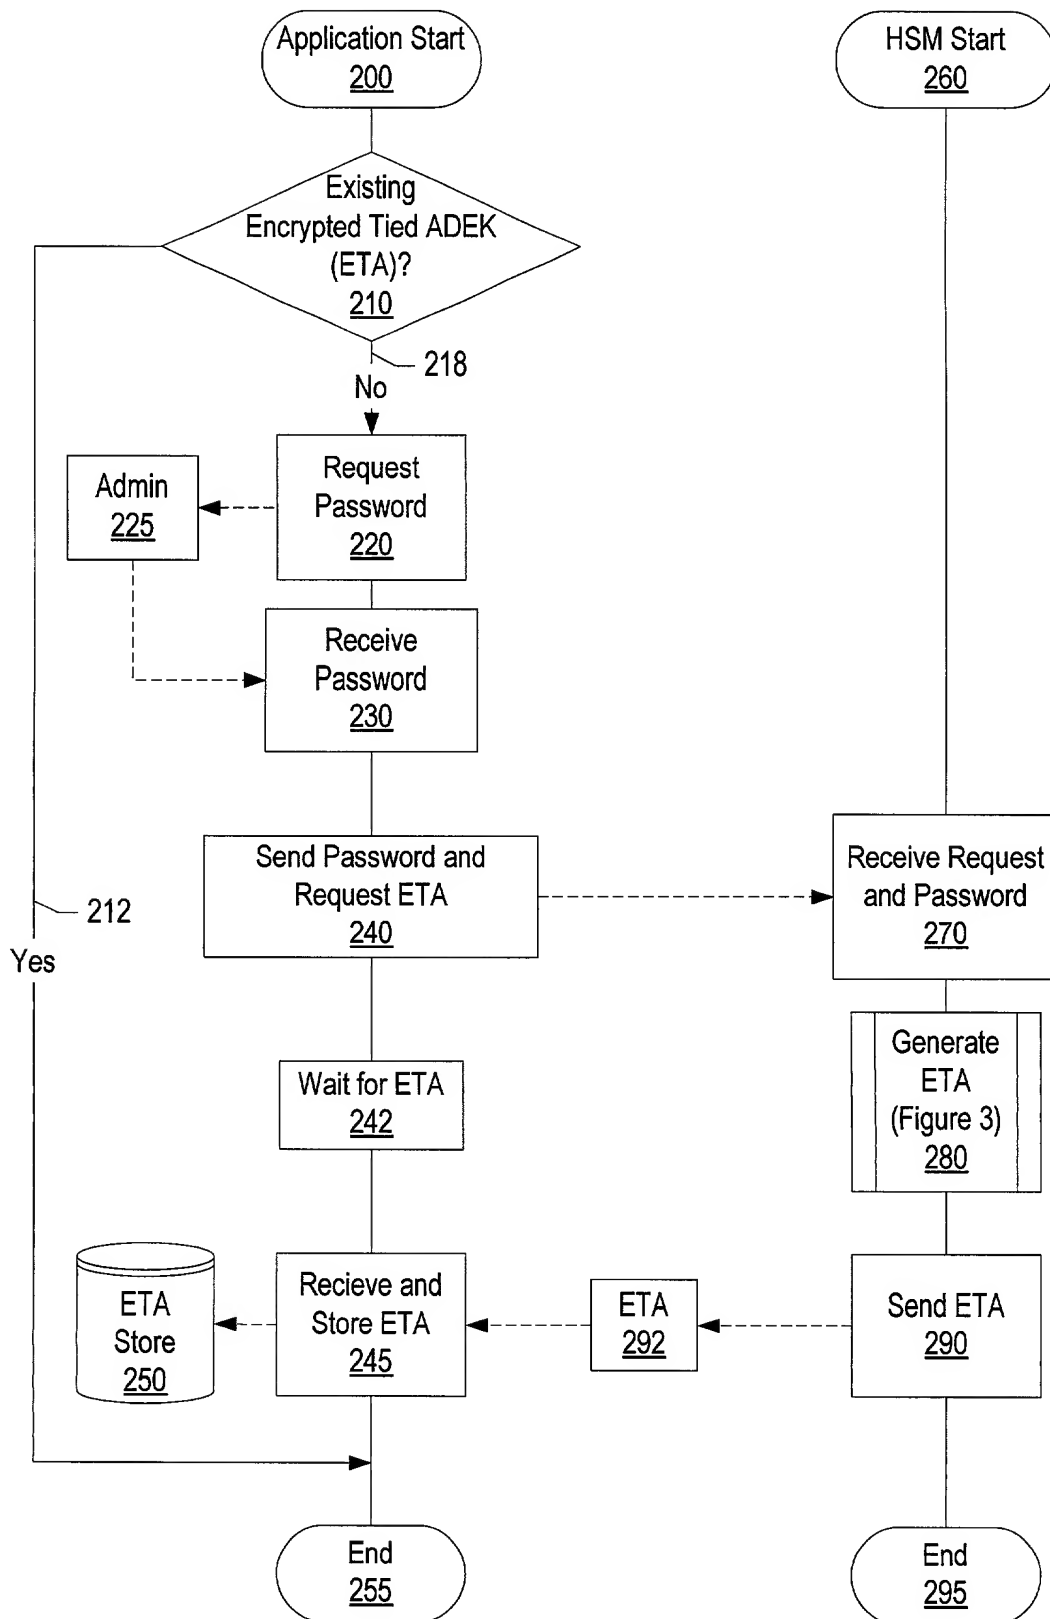 Application Start
200
HSM Start
260
Existing
Encrypted Tied ADEK
(ETA)?
210
218
No
Request
Password
220
Admin
225
Receive
Password
230
Send Password and
Request ETA
240
Receive Request
and Password
270
212
Yes
Wait for ETA
242
Generate
ETA
(Figure 3)
280
ETA
Store
250
Recieve and
Store ETA
245
ETA
292
Send ETA
290
End
255
End
295